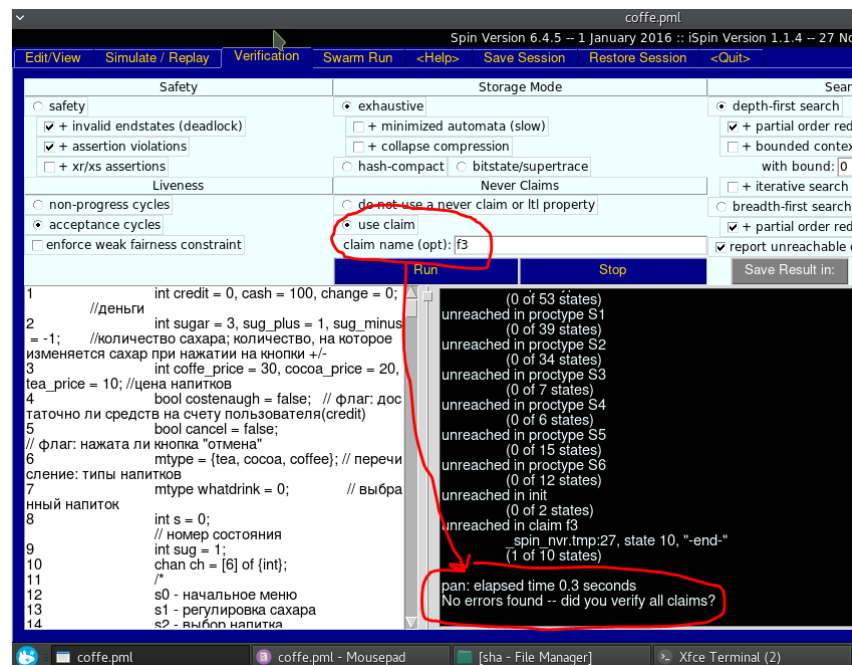 coffe.pml
Spin Version 6.4.5 -- 1 January 2016 :: iSpin Version 1.1.4 -- 27 No
Edit/View Simulate / Replay Verification Swarm Run <Help> Save Session Restore Session <Quit>
Safety Storage Mode Sear
safety exhaustive depth-first search
+ invalid endstates (deadlock) + minimized automata (slow) + partial order red
+ assertion violations + collapse compression + bounded contex
+ xr/xs assertions hash-compact bitstate/supertrace with bound: 0
Liveness Never Claims + iterative search
non-progress cycles do not use a never claim or ltl property breadth-first search
acceptance cycles use claim + partial order red
enforce weak fairness constraint claim name (opt): f3 report unreachable
Run Stop Save Result in:
1 int credit = 0, cash = 100, change = 0;
//деньги
2 int sugar = 3, sug_plus = 1, sug_minus
= -1; //количество сахара; количество, на которое
изменяется сахар при нажатии на кнопки +/-
3 int coffe_price = 30, cocoa_price = 20,
tea_price = 10; //цена напитков
4 bool costenaugh = false; // флаг: дос
таточно ли средств на счету пользователя(credit)
5 bool cancel = false;
// флаг: нажата ли кнопка "отмена"
6 mtype = {tea, cocoa, coffee}; // перечи
сление: типы напитков
7 mtype whatdrink = 0; // выбра
нный напиток
8 int s = 0;
// номер состояния
9 int sug = 1;
10 chan ch = [6] of {int};
11 /*
12 s0 - начальное меню
13 s1 - регулировка сахара
14 s2 - выбор напитка
(0 of 53 states)
unreached in proctype S1
(0 of 39 states)
unreached in proctype S2
(0 of 34 states)
unreached in proctype S3
(0 of 7 states)
unreached in proctype S4
(0 of 6 states)
unreached in proctype S5
(0 of 15 states)
unreached in proctype S6
(0 of 12 states)
unreached in init
(0 of 2 states)
unreached in claim f3
_spin_nvr.tmp:27, state 10, "-end-"
(1 of 10 states)
pan: elapsed time 0.3 seconds
No errors found -- did you verify all claims?
coffe.pml coffe.pml - Mousepad [sha - File Manager] Xfce Terminal (2)